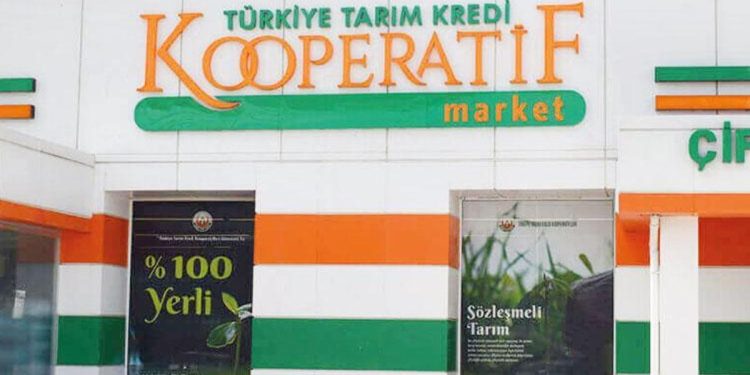 TÜRKİYE TARIM KREDİ
KOOPERATİF
market
ÇİF
% 100
Yerli
Sözleşmeli
Tarım